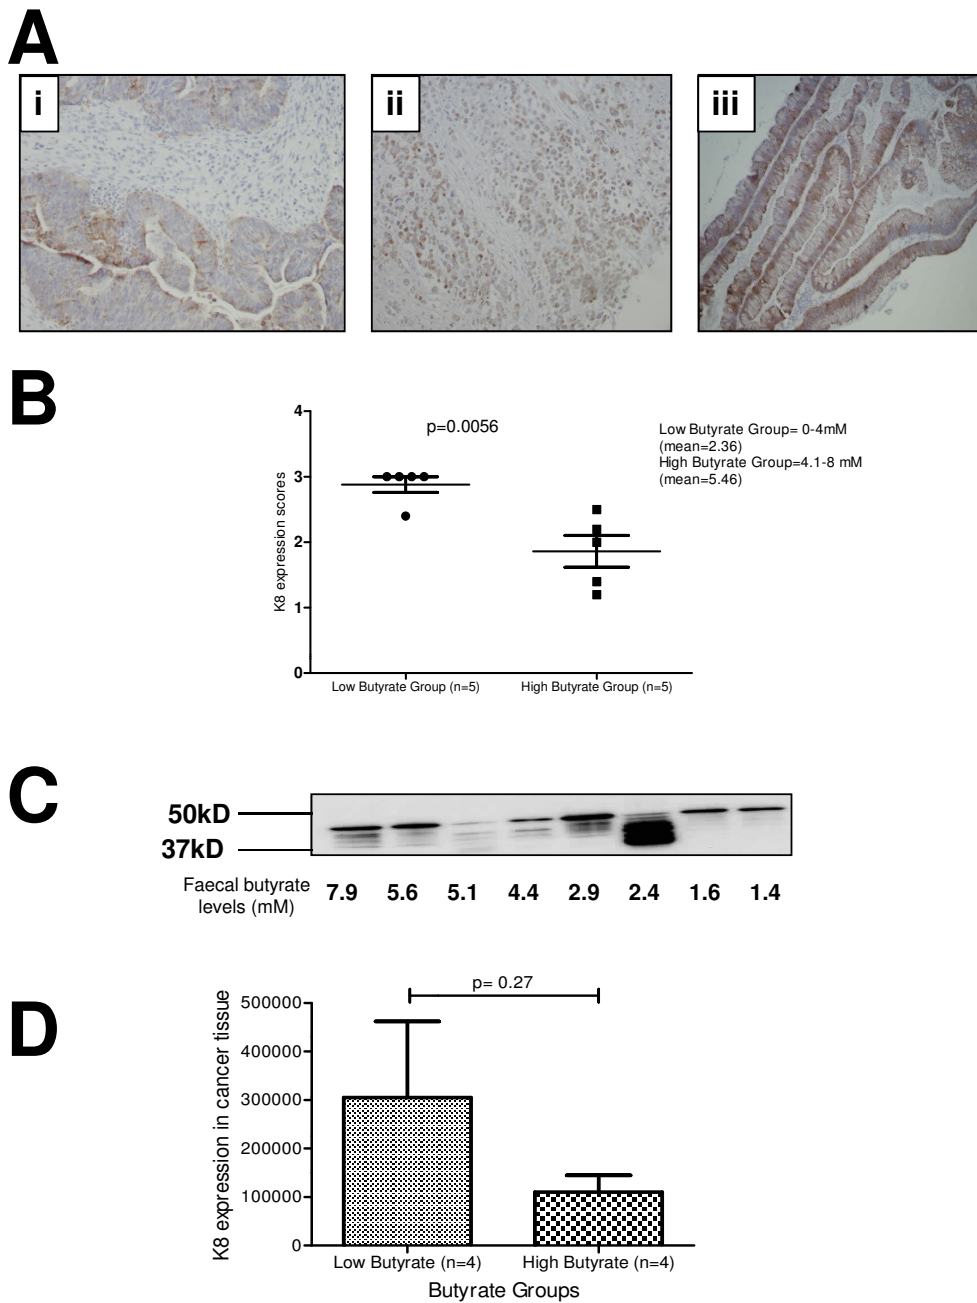 A
i
ii
iii
B
4
3
2
1
0
K8 expression scores
p=0.0056
Low Butyrate Group= 0-4mM
(mean=2.36)
High Butyrate Group=4.1-8 mM
(mean=5.46)
Low Butyrate Group (n=5)
High Butyrate Group (n=5)
C
50kD
37kD
Faecal butyrate
levels (mM)
7.9 5.6 5.1 4.4 2.9 2.4 1.6 1.4
D
p= 0.27
500000
400000
300000
200000
100000
0
K8 expression in cancer tissue
Low Butyrate (n=4)
High Butyrate (n=4)
Butyrate Groups